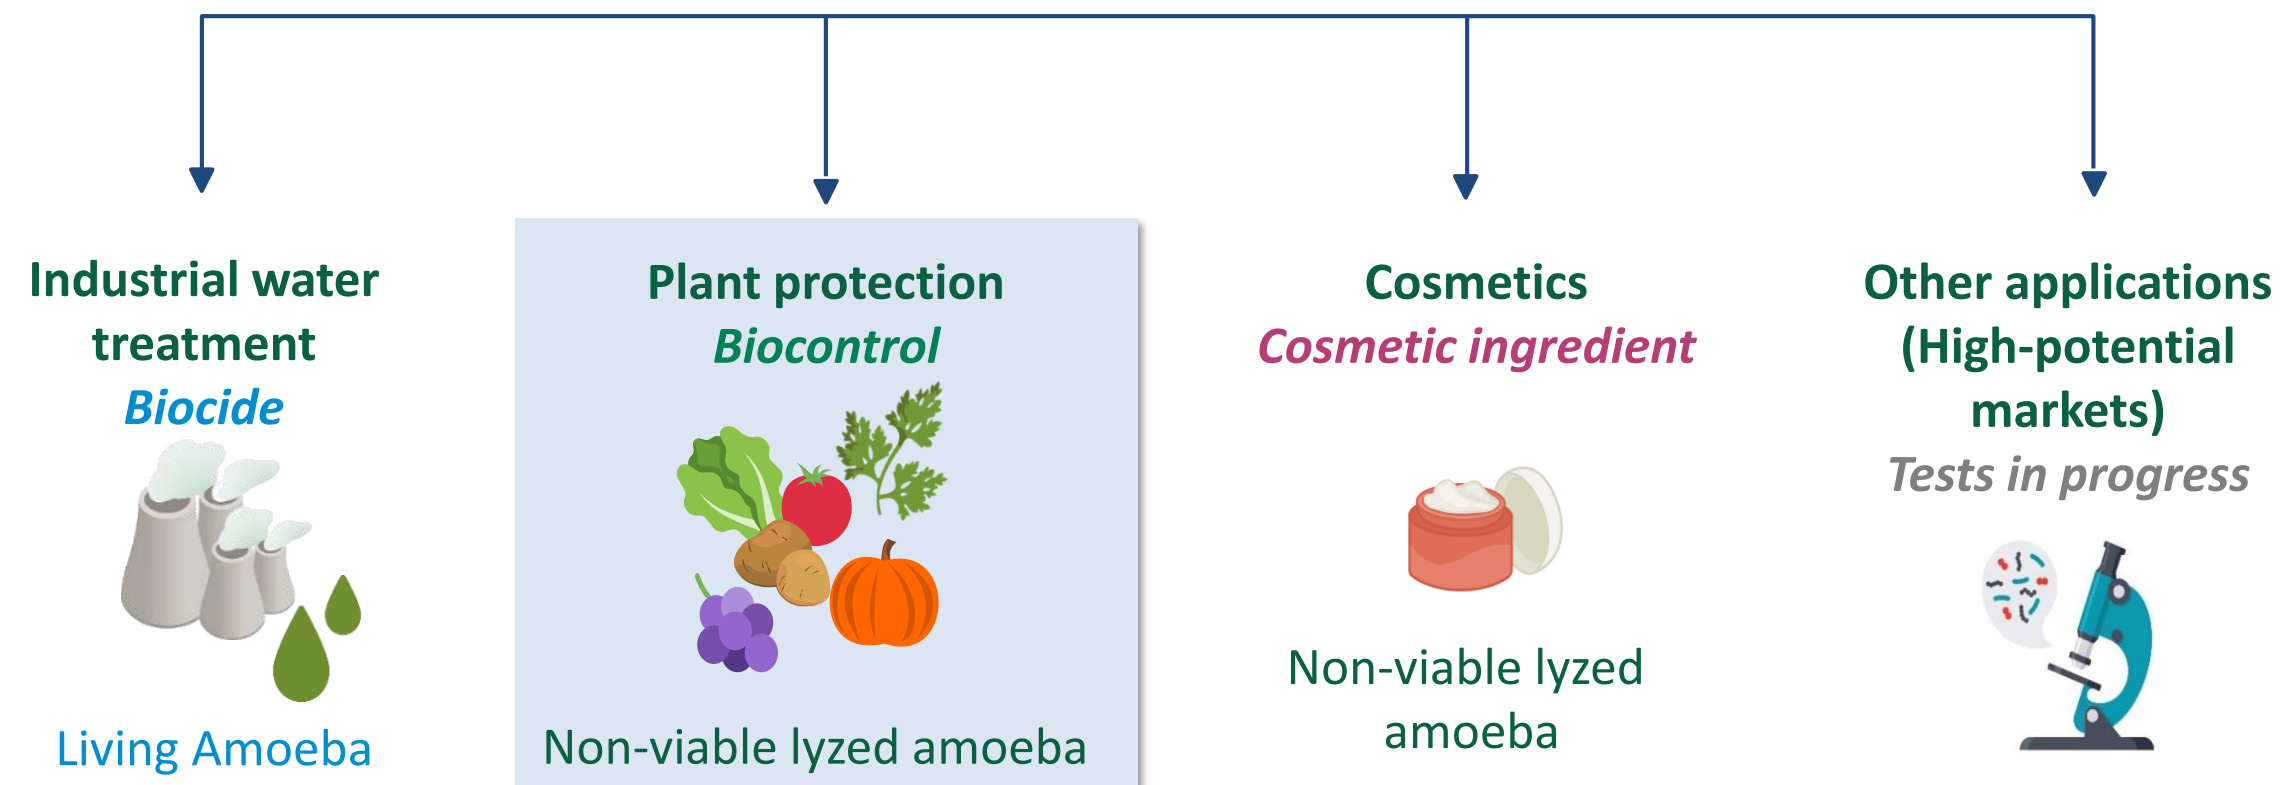 Industrial water
treatment
Biocide
Living Amoeba
Plant protection
Biocontrol
Non-viable lyzed amoeba
Cosmetics
Cosmetic ingredient
Non-viable lyzed
amoeba
Other applications
(High-potential
markets)
Tests in progress